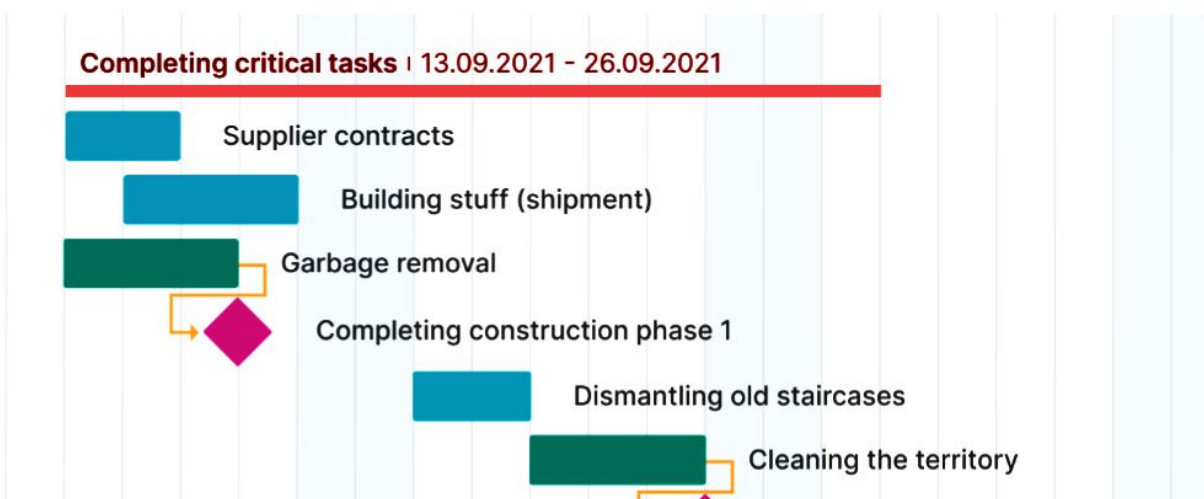 Completing critical tasks | 13.09.2021 - 26.09.2021
Supplier contracts
Building stuff (shipment)
Garbage removal
Completing construction phase 1
Dismantling old staircases
Cleaning the territory